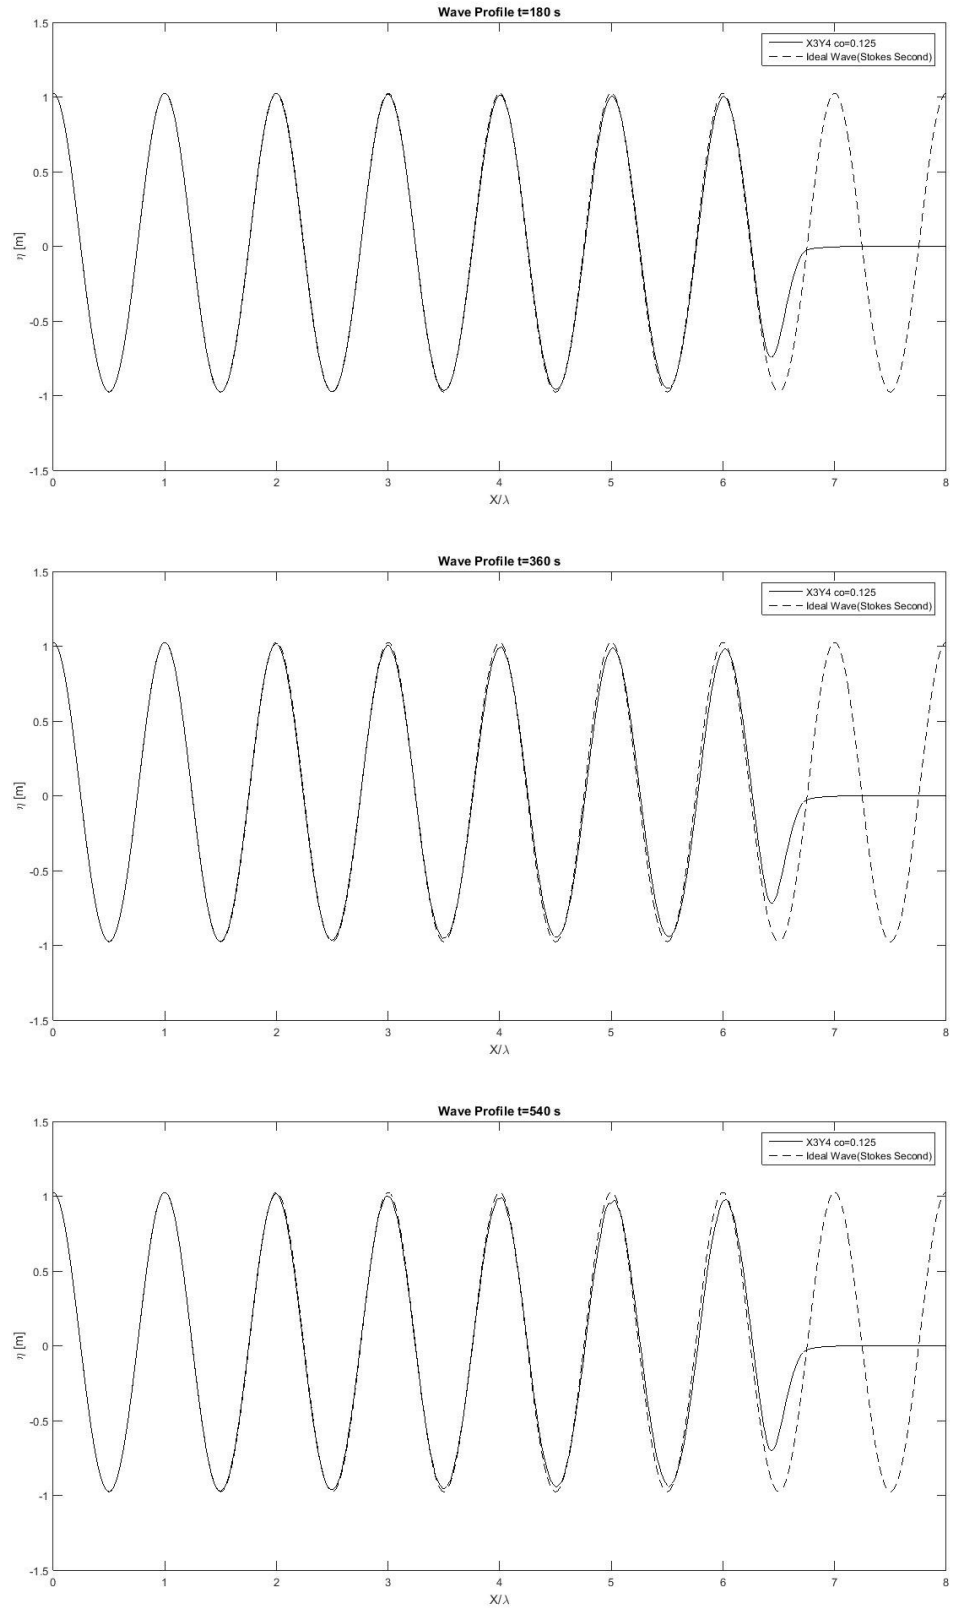 Wave Profile t=180 s
1.5
X3Y4 co=0.125
Ideal Wave(Stokes Second)
1
0.5
0
η [m]
-0.5
-1
-1.5
0 1 2 3 4 5 6 7 8
X/λ
Wave Profile t=360 s
1.5
X3Y4 co=0.125
Ideal Wave(Stokes Second)
1
0.5
0
η [m]
-0.5
-1
-1.5
0 1 2 3 4 5 6 7 8
X/λ
Wave Profile t=540 s
1.5
X3Y4 co=0.125
Ideal Wave(Stokes Second)
1
0.5
0
η [m]
-0.5
-1
-1.5
0 1 2 3 4 5 6 7 8
X/λ